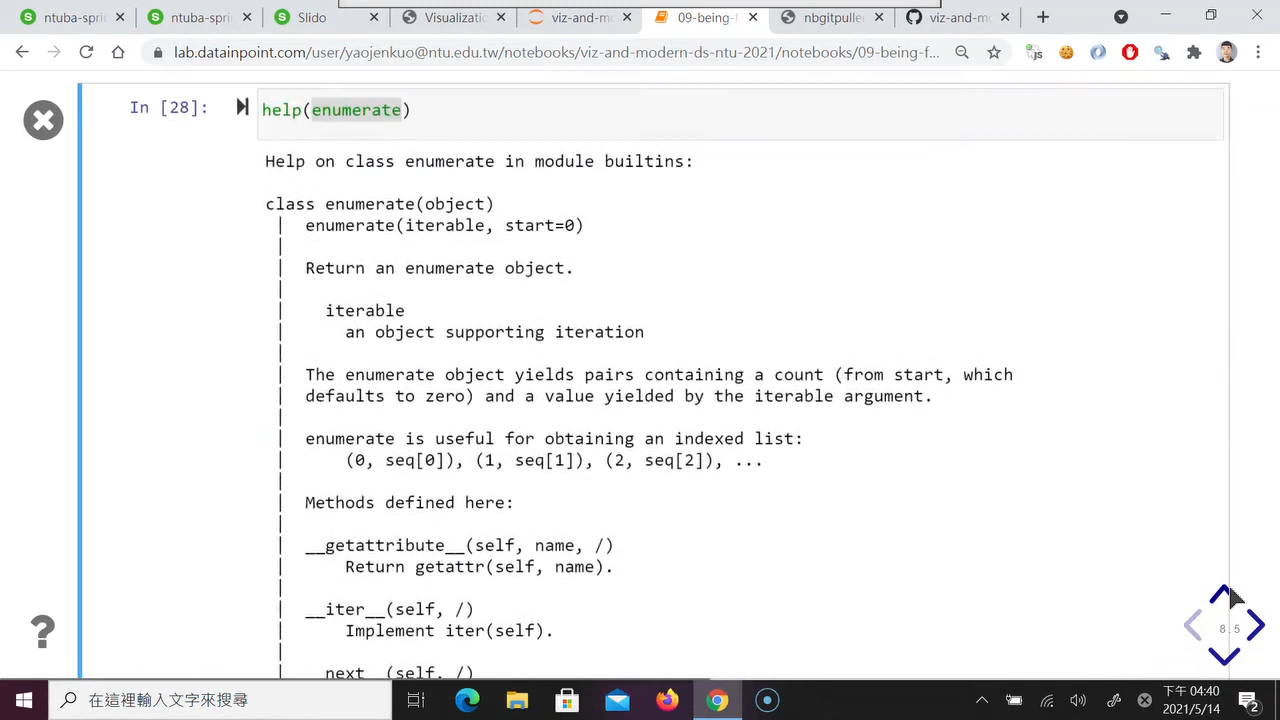 ntuba-spri
ntuba-spri
Slido
Visualizatio
viz-and-mo
09-being-f
nbgitpuller
viz-and-mo
lab.datainpoint.com/user/yaojenkuo@ntu.edu.tw/notebooks/viz-and-modern-ds-ntu-2021/notebooks/09-being-f...
In [28]:
help(enumerate)
Help on class enumerate in module builtins:
class enumerate(object)
| enumerate(iterable, start=0)
|
| Return an enumerate object.
|
| iterable
| an object supporting iteration
|
| The enumerate object yields pairs containing a count (from start, which
| defaults to zero) and a value yielded by the iterable argument.
|
| enumerate is useful for obtaining an indexed list:
| (0, seq[0]), (1, seq[1]), (2, seq[2]), ...
|
| Methods defined here:
|
| __getattribute__(self, name, /)
| Return getattr(self, name).
|
| __iter__(self, /)
| Implement iter(self).
|
| __next__(self, /)
8.5
?
在這裡輸入文字來搜尋
下午 04:40
2021/5/14
2